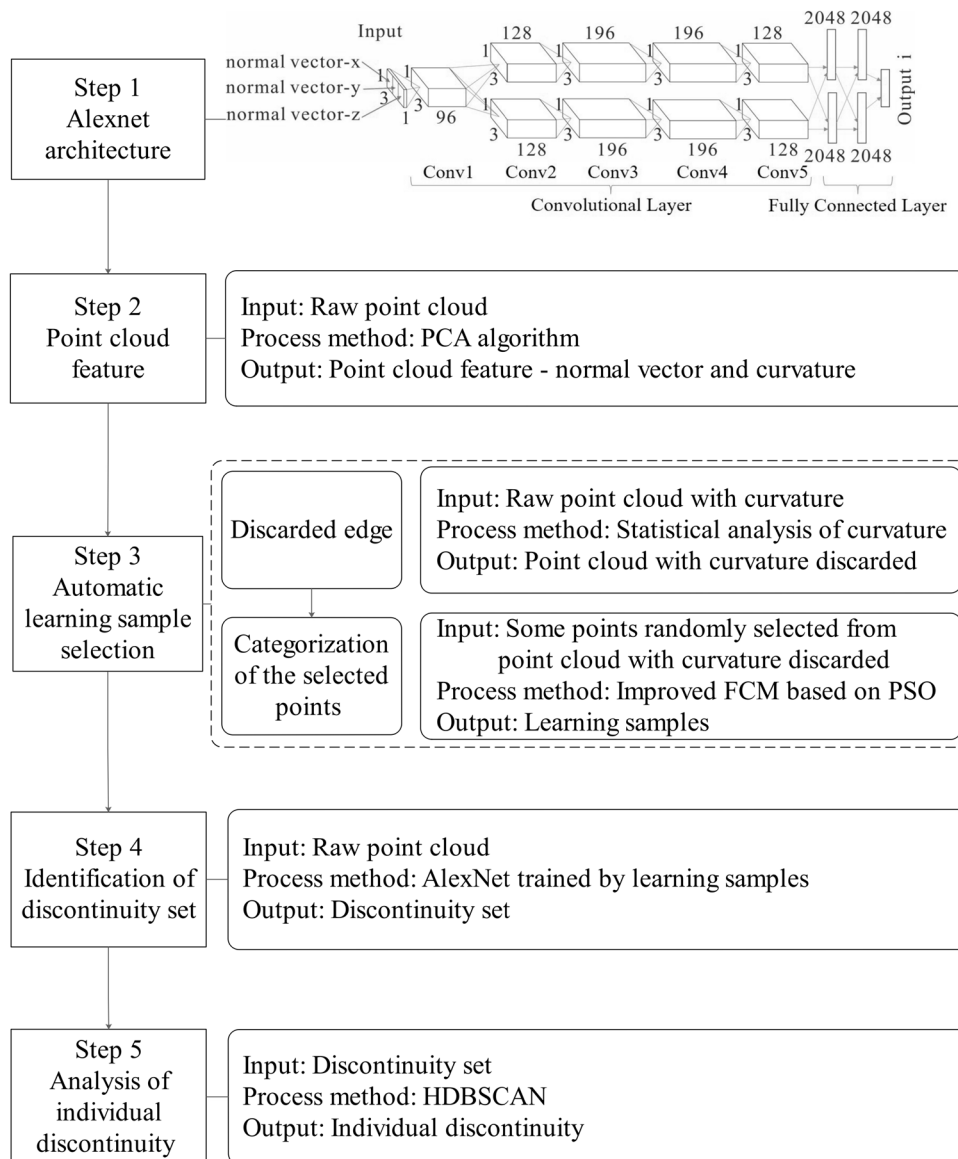 Step 1
Alexnet
architecture
Input
normal vector-x
normal vector-y
normal vector-z
1
3
1
1
3
96
1
3
128
1
3
196
1
3
196
1
3
128
2048 2048
1
3
128
1
3
196
1
3
196
1
3
128
2048 2048
Output i
Conv1 Conv2 Conv3 Conv4 Conv5
Convolutional Layer
Fully Connected Layer
Step 2
Point cloud
feature
Input: Raw point cloud
Process method: PCA algorithm
Output: Point cloud feature - normal vector and curvature
Step 3
Automatic
learning sample
selection
Discarded edge
Input: Raw point cloud with curvature
Process method: Statistical analysis of curvature
Output: Point cloud with curvature discarded
Categorization
of the selected
points
Input: Some points randomly selected from
point cloud with curvature discarded
Process method: Improved FCM based on PSO
Output: Learning samples
Step 4
Identification of
discontinuity set
Input: Raw point cloud
Process method: AlexNet trained by learning samples
Output: Discontinuity set
Step 5
Analysis of
individual
discontinuity
Input: Discontinuity set
Process method: HDBSCAN
Output: Individual discontinuity